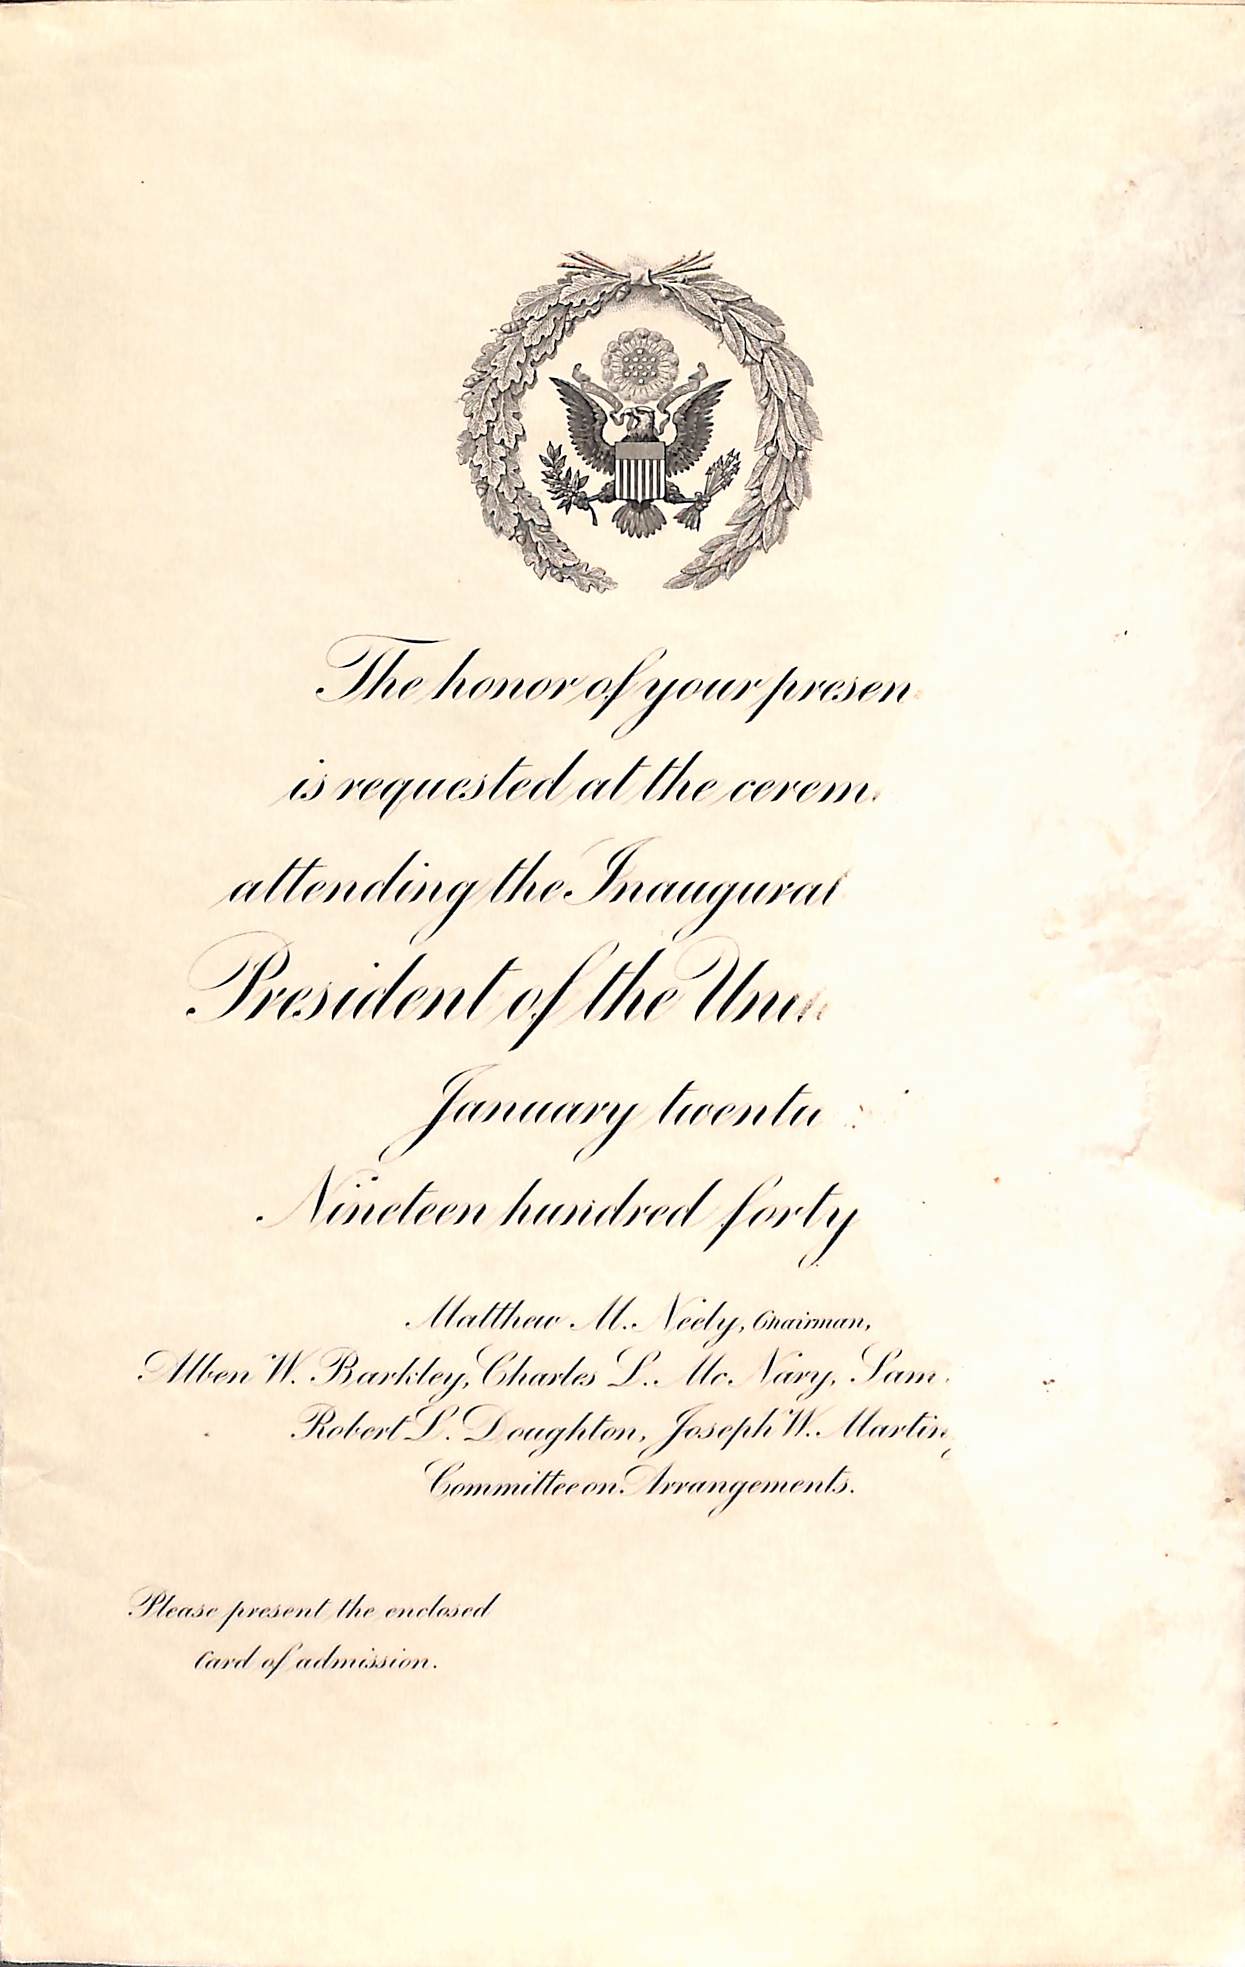 The honor of your presen
is requested at the cerem
attending the Inaugurat
President of the Uni
January twent
Nineteen hundred forty
Matthew M. Neely, Chairman,
Alben W. Barkley, Charles L. McNary, Sam
Robert L. Doughton, Joseph W. Martin,
Committee on Arrangements.
Please present the enclosed
card of admission.